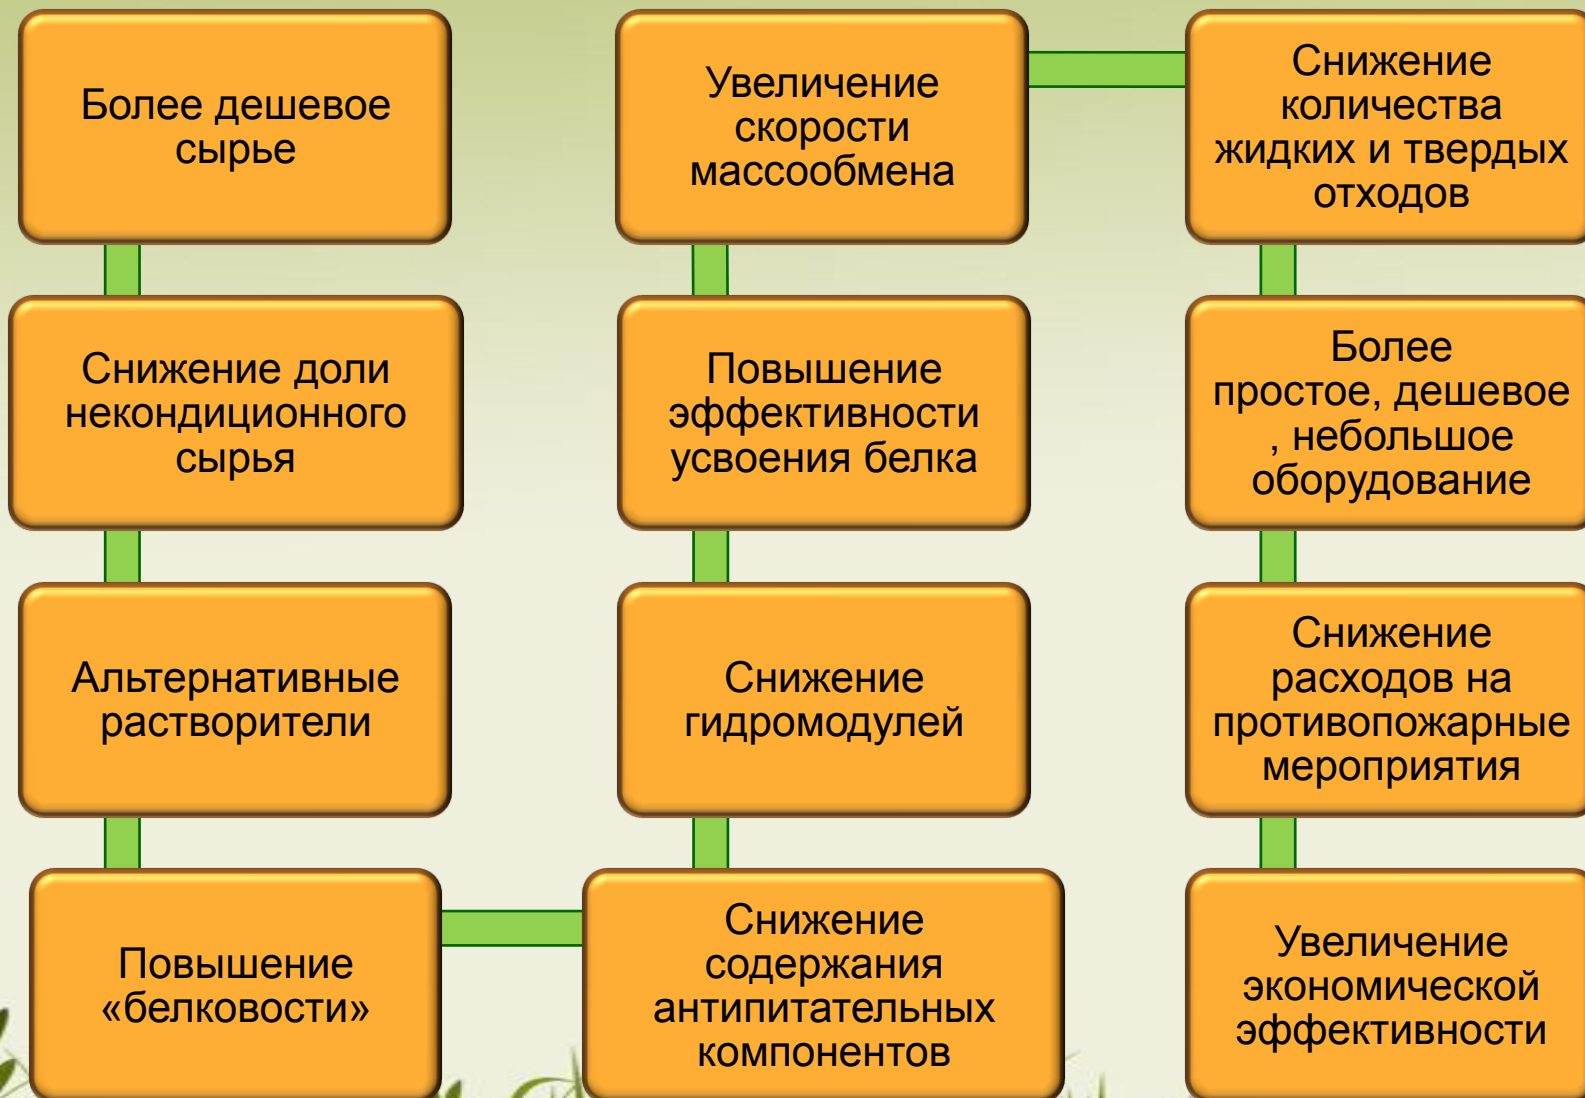 Более дешевое
сырье
Снижение доли
некондиционного
сырья
Альтернативные
растворители
Повышение
«белковости»
Снижение
содержания
антипитательных
компонентов
Снижение
гидромодулей
Повышение
эффективности
усвоения белка
Увеличение
скорости
массообмена
Снижение
количества
жидких и твердых
отходов
Более
простое, дешевое
, небольшое
оборудование
Снижение
расходов на
противопожарные
мероприятия
Увеличение
экономической
эффективности